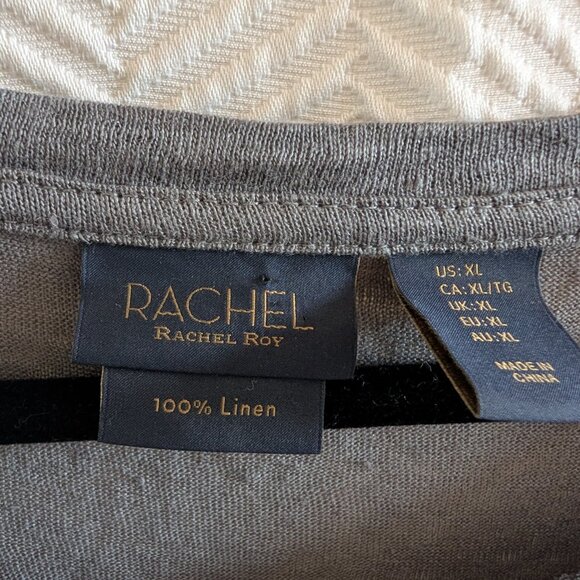 RACHEL
RACHEL ROY
100% Linen
US: XL
CA: XL/TG
UK: XL
EU: XL
AU: XL
MADE IN
CHINA